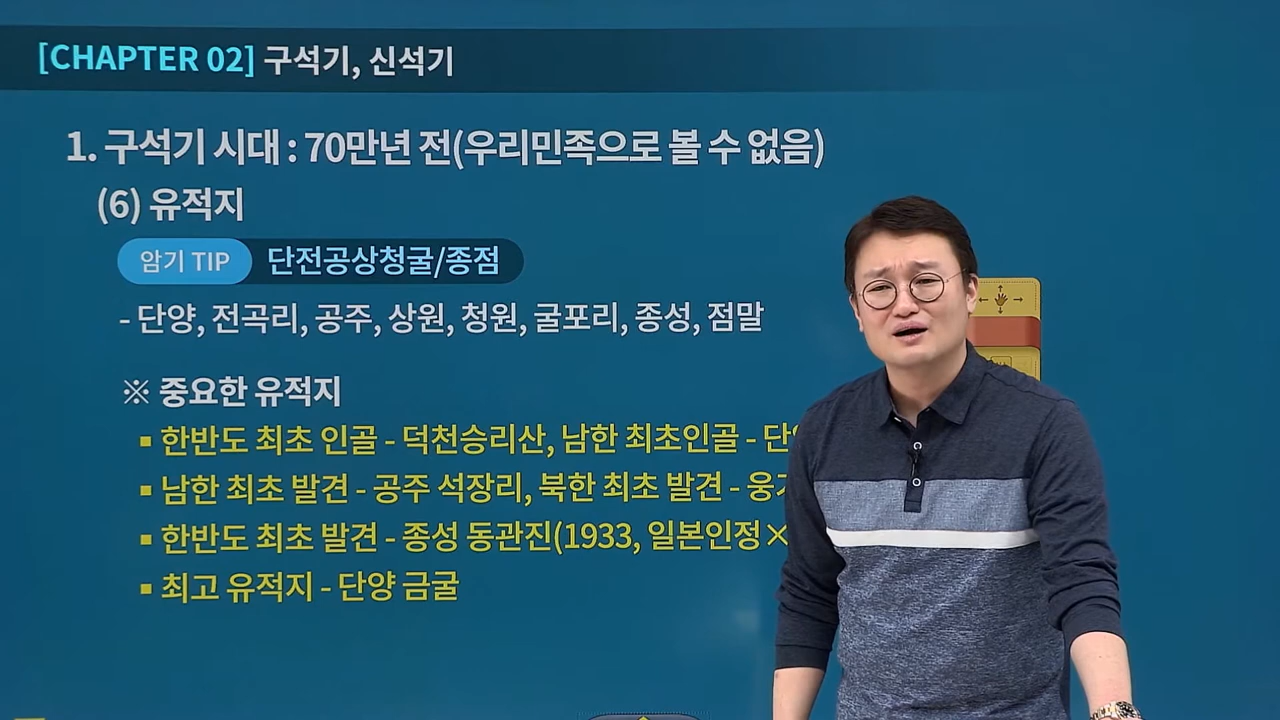 [CHAPTER 02] 구석기, 신석기
1. 구석기 시대 : 70만년 전(우리민족으로 볼 수 없음)
(6) 유적지
암기 TIP 단전공상청굴/종점
- 단양, 전곡리, 공주, 상원, 청원, 굴포리, 종성, 점말
※ 중요한 유적지
▪ 한반도 최초 인골 - 덕천승리산, 남한 최초인골 -
▪ 남한 최초 발견 - 공주 석장리, 북한 최초 발견 -
▪ 한반도 최초 발견 - 종성 동관진(1933, 일본인정×
▪ 최고 유적지 - 단양 금굴